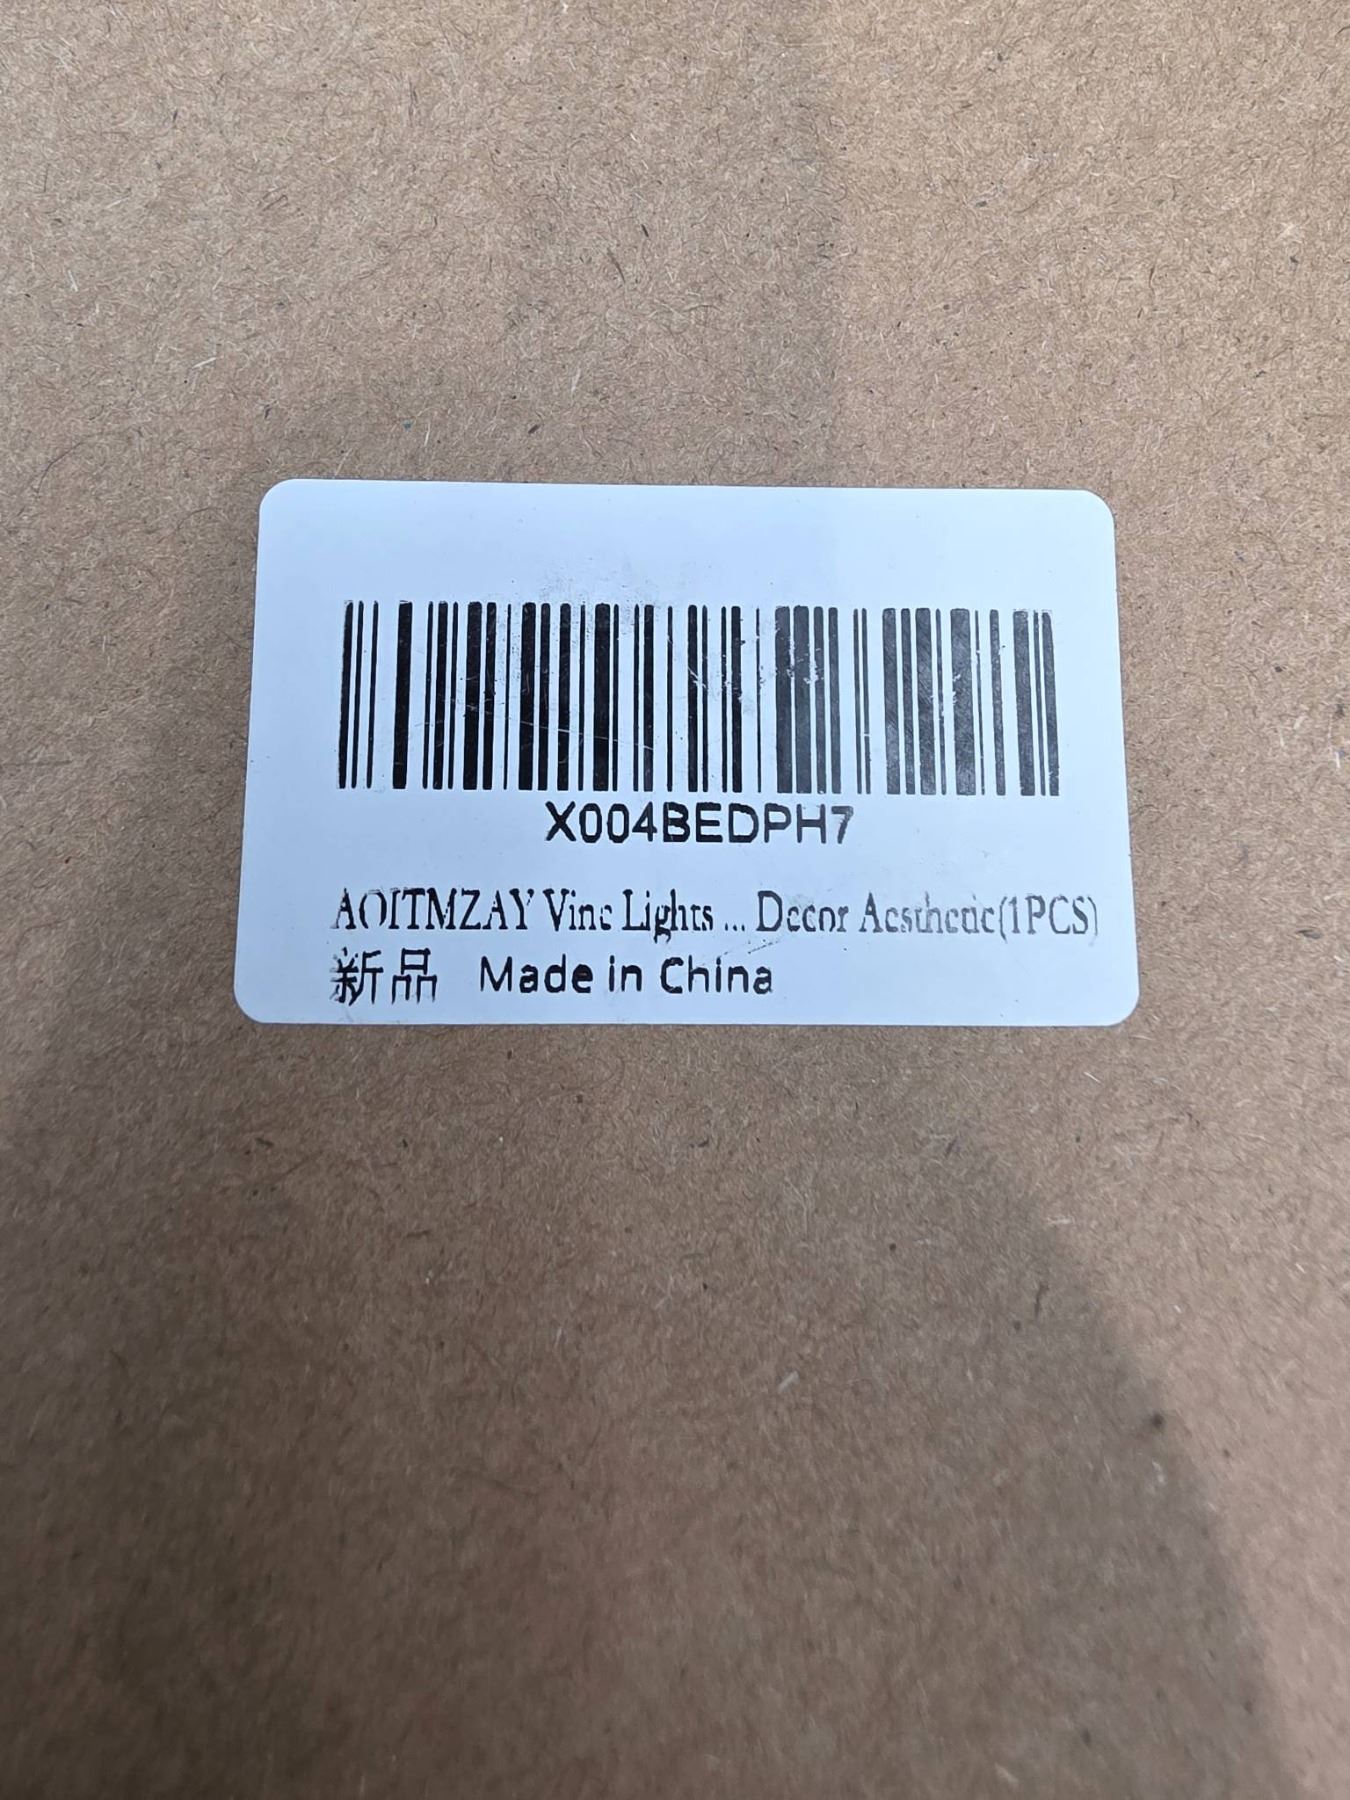 X004BEDPH7
AOITMZAY Vine Lights ... Decor Aesthetic(1PCS)
新品 Made in China